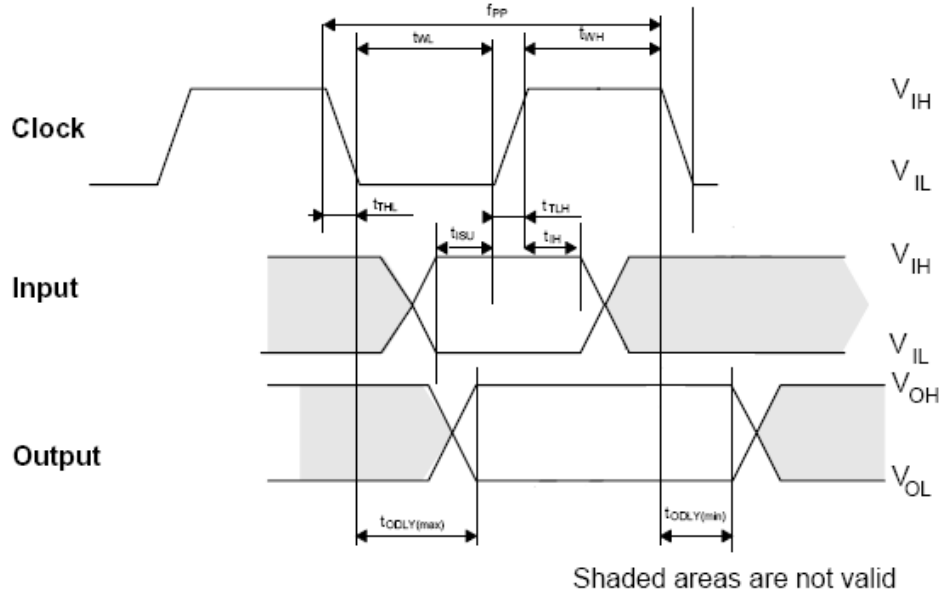 fPP
tWL
tWH
VIH
Clock
VIL
tTHL
tTLH
tISU
tIH
VIH
Input
VIL
VOH
Output
VOL
tODLY(max)
tODLY(min)
Shaded areas are not valid